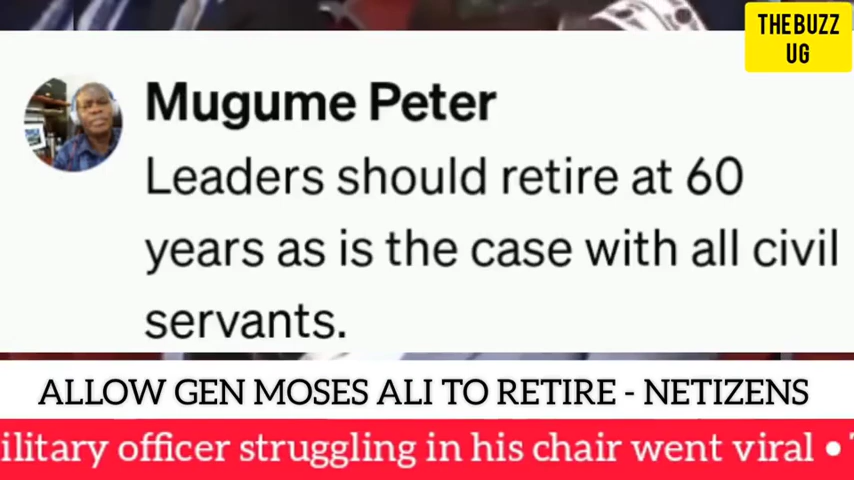 THE BUZZ
UG
Mugume Peter
Leaders should retire at 60
years as is the case with all civil
servants.
ALLOW GEN MOSES ALI TO RETIRE - NETIZENS
officer struggling in his chair went viral •